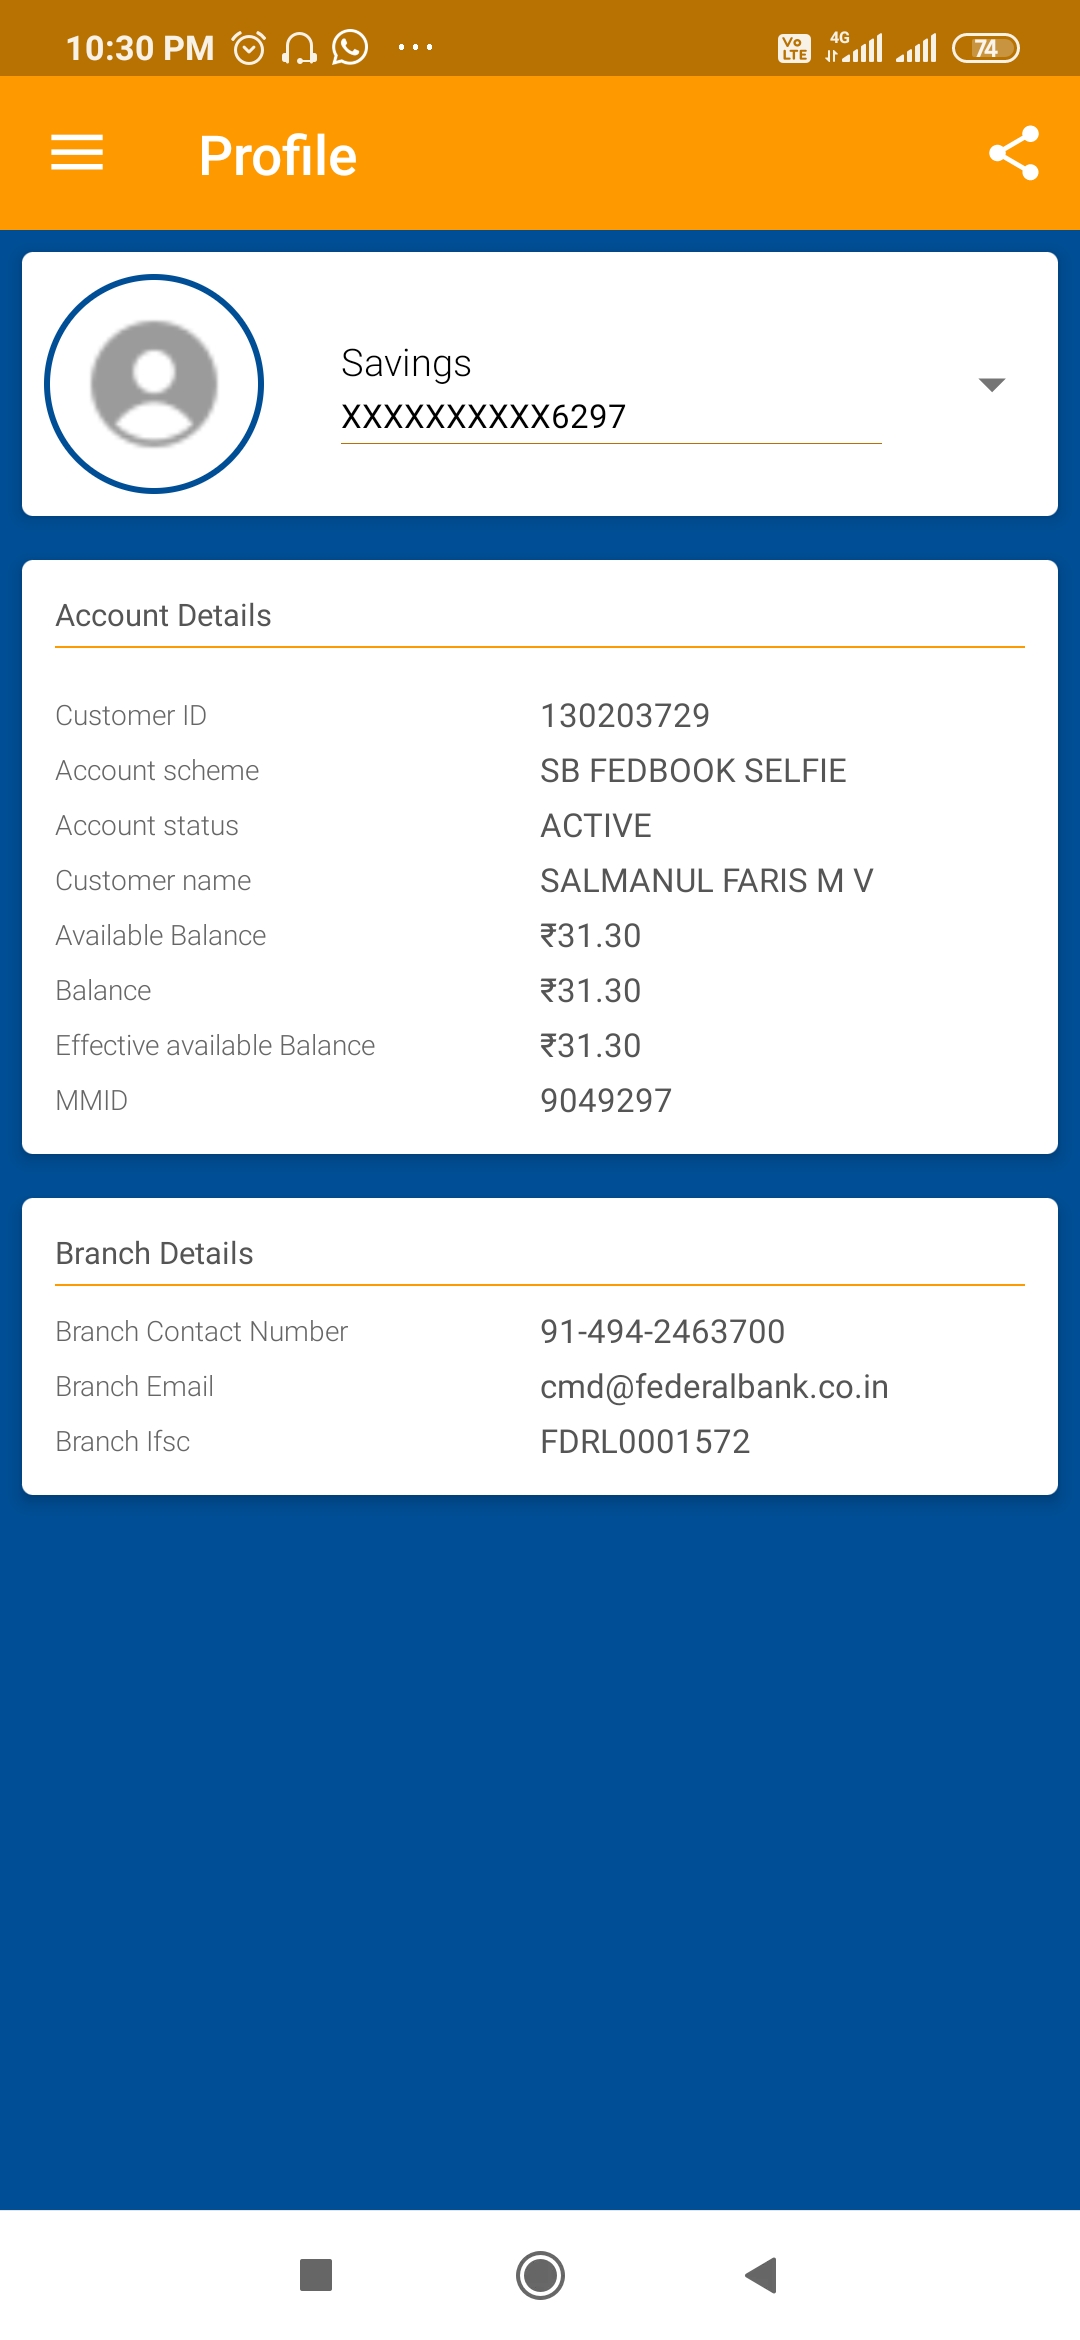 10:30 PM
Vo LTE 4G 74
Profile
Savings
XXXXXXXXXX6297
Account Details
Customer ID 130203729
Account scheme SB FEDBOOK SELFIE
Account status ACTIVE
Customer name SALMANUL FARIS M V
Available Balance ₹31.30
Balance ₹31.30
Effective available Balance ₹31.30
MMID 9049297
Branch Details
Branch Contact Number 91-494-2463700
Branch Email cmd@federalbank.co.in
Branch Ifsc FDRL0001572